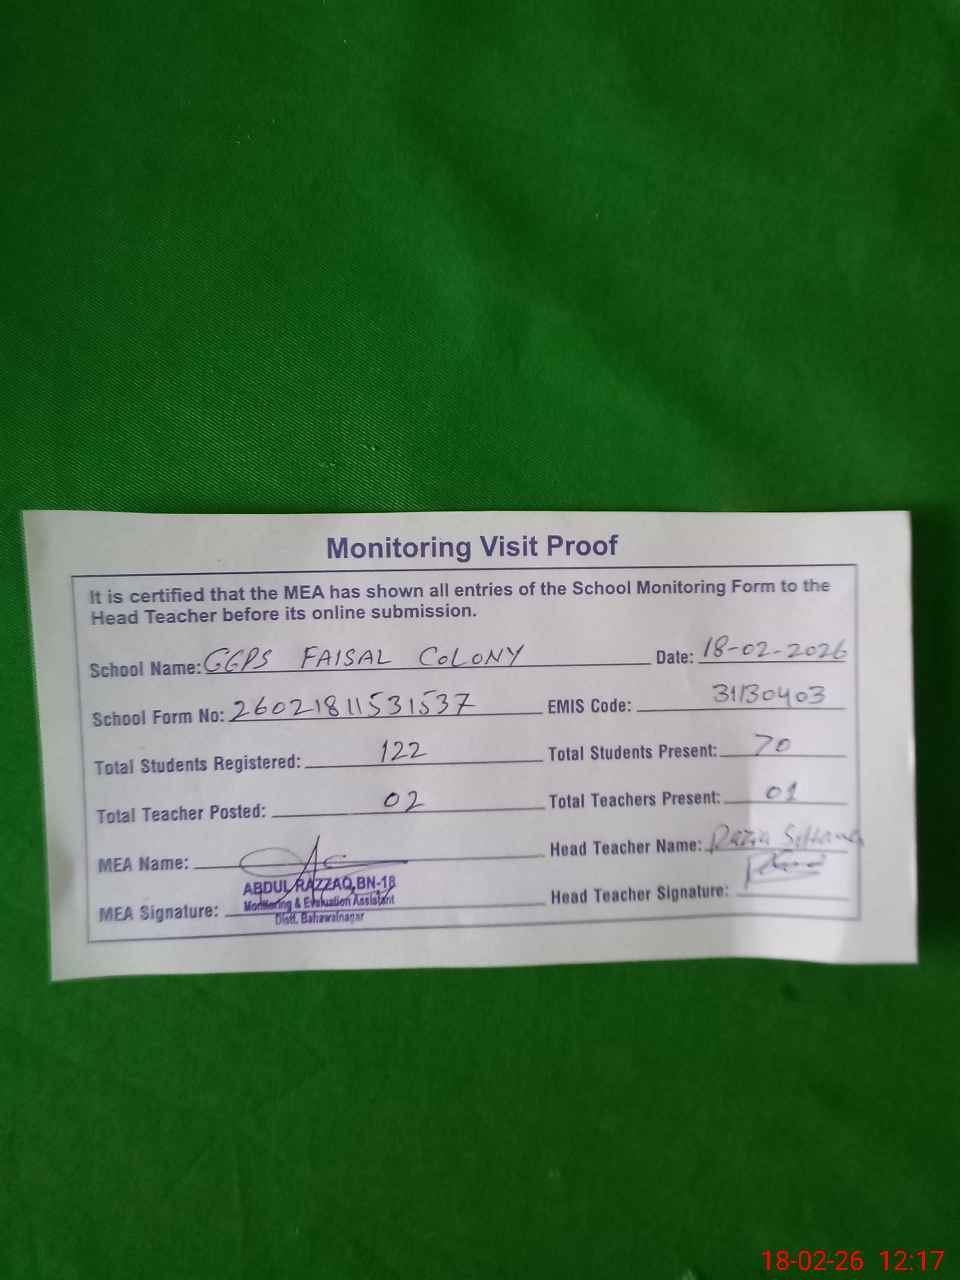 Monitoring Visit Proof
It is certified that the MEA has shown all entries of the School Monitoring Form to the
Head Teacher before its online submission.
School Name: GGPS FAISAL COLONY Date: 18-02-2026
School Form No: 26021811531537 EMIS Code: 31130403
Total Students Registered: 122 Total Students Present: 70
Total Teacher Posted: 02 Total Teachers Present: 01
MEA Name: Head Teacher Name: Razia
ABDUL RAZZAQ, BN-18
Monitoring & Evaluation Assistant
MEA Signature: Head Teacher Signature:
Distt. Bahawalnagar
18-02-26 12:17